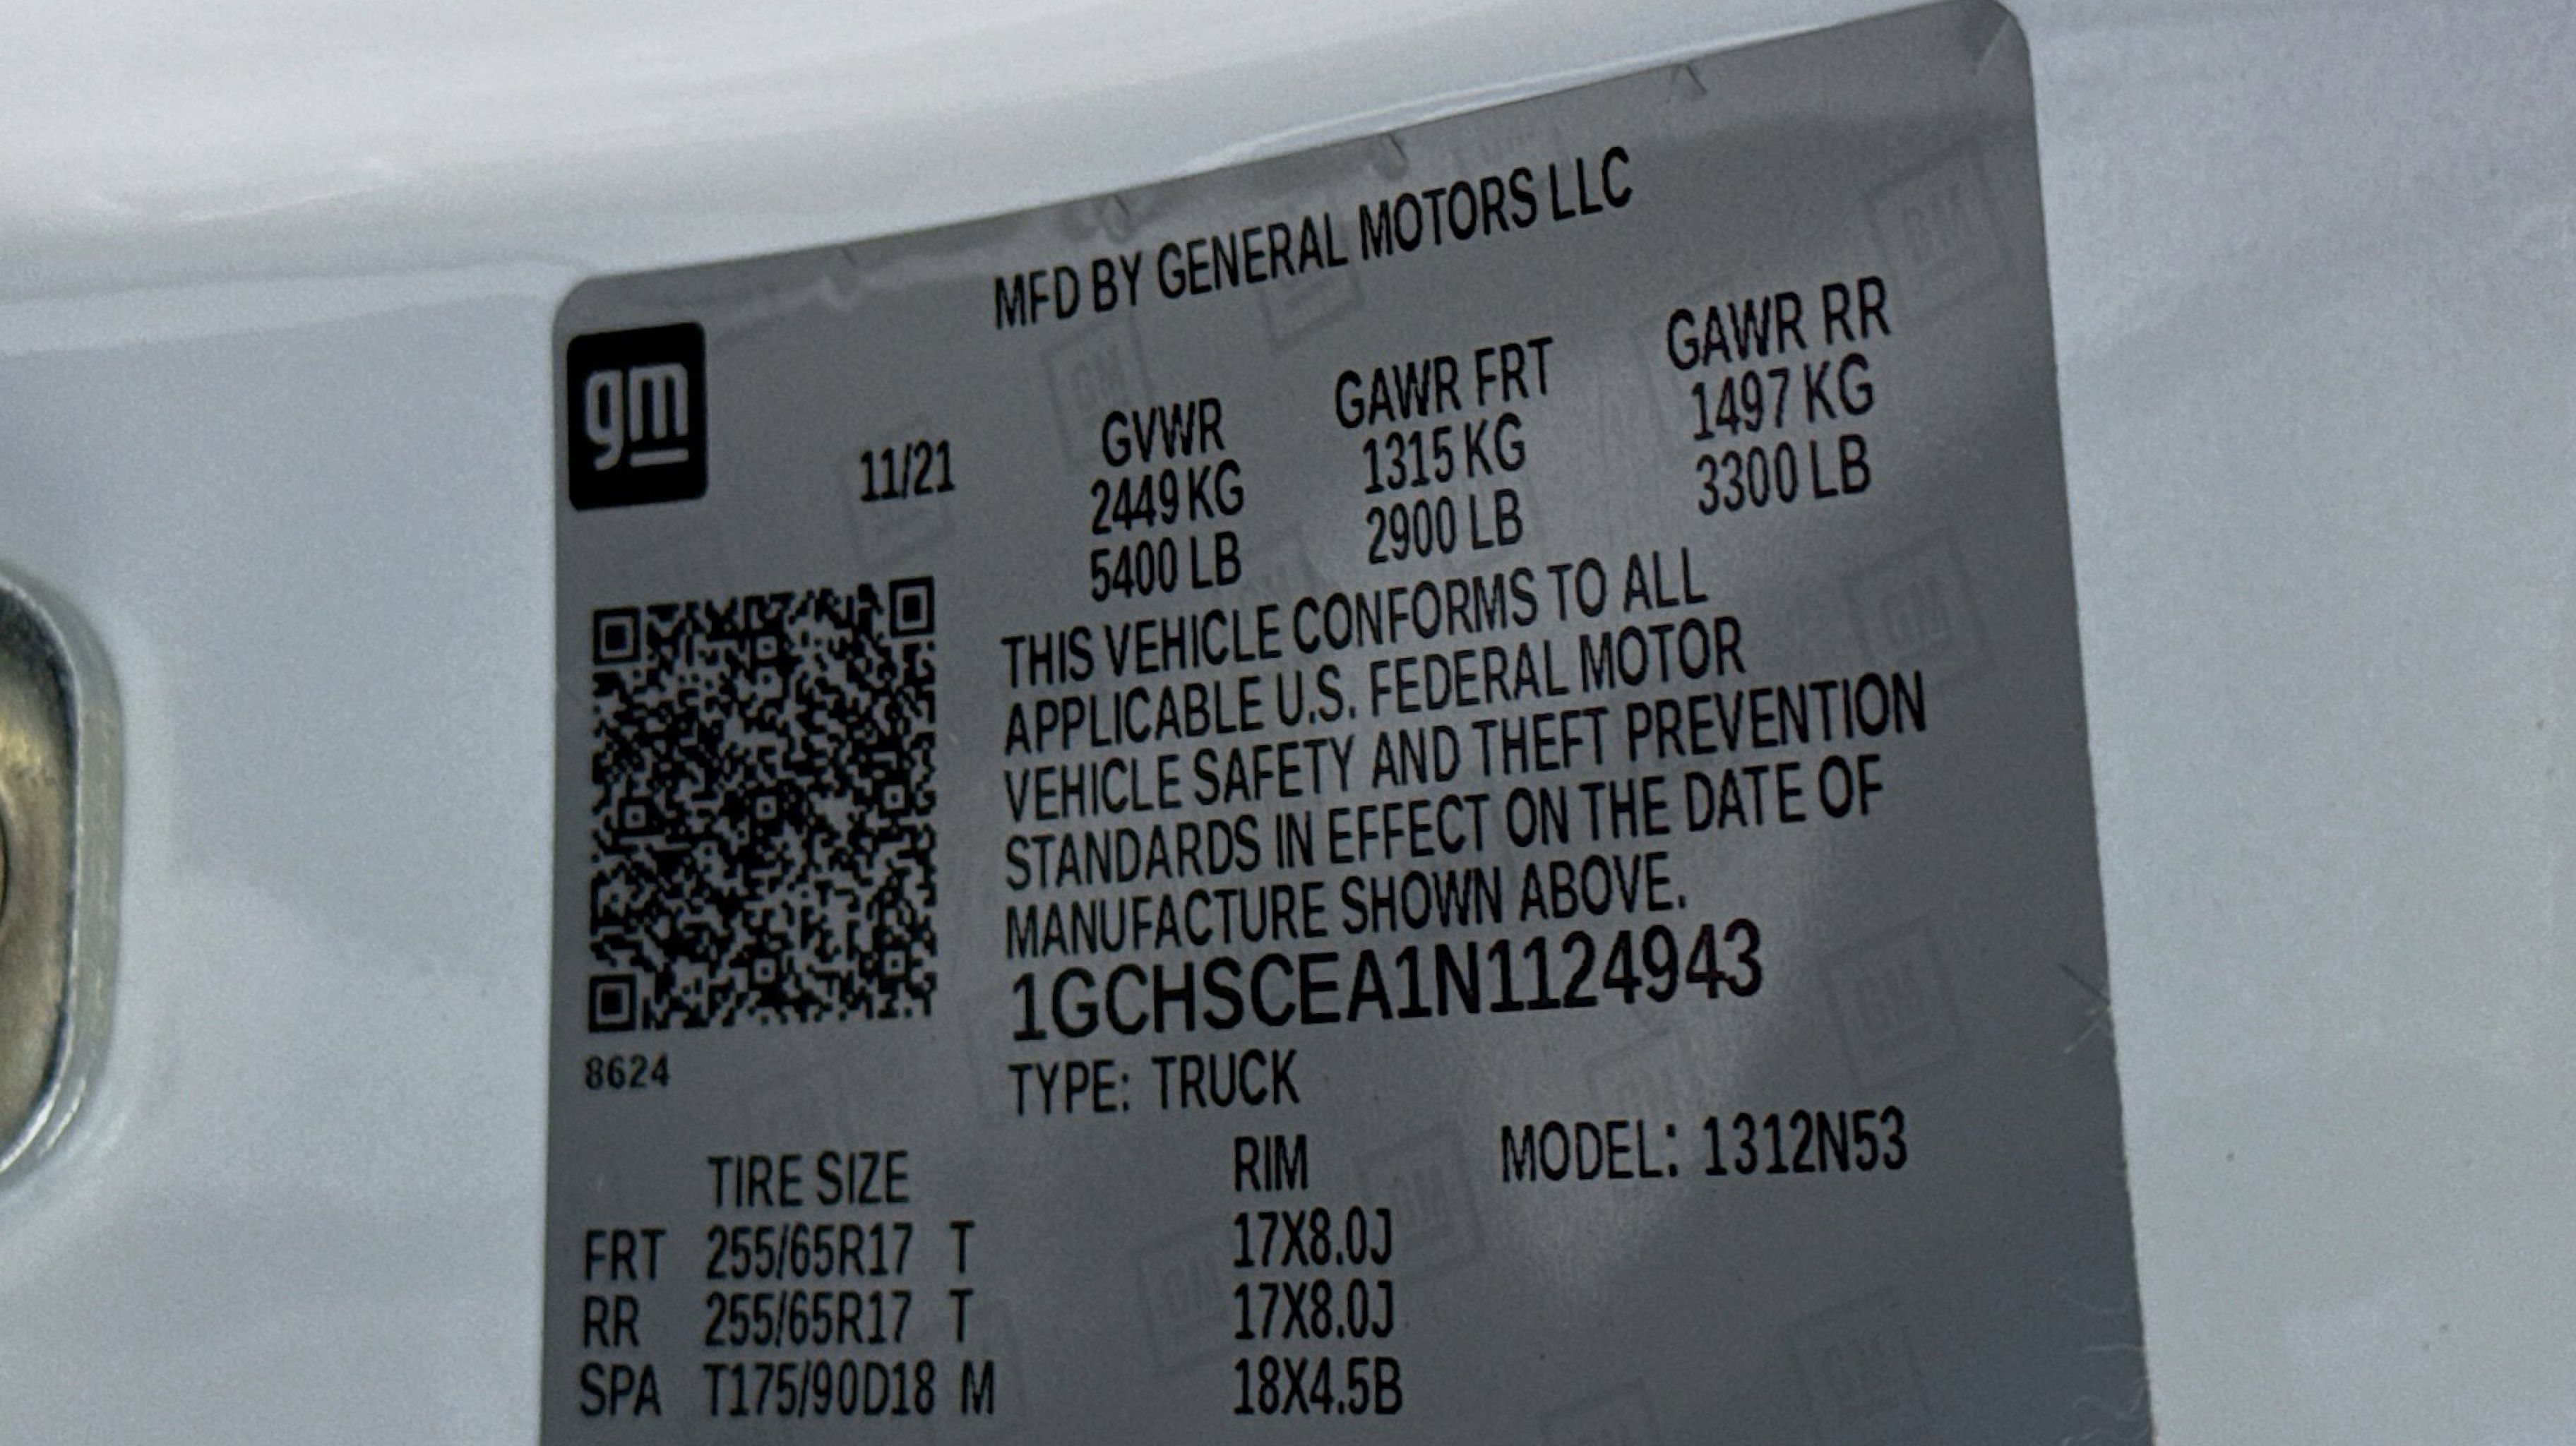 MFD BY GENERAL MOTORS LLC
gm
11/21
GVWR GAWR FRT GAWR RR
2449 KG 1315 KG 1497 KG
5400 LB 2900 LB 3300 LB
THIS VEHICLE CONFORMS TO ALL
APPLICABLE U.S. FEDERAL MOTOR
VEHICLE SAFETY AND THEFT PREVENTION
STANDARDS IN EFFECT ON THE DATE OF
MANUFACTURE SHOWN ABOVE.
1GCHSCEA1N1124943
8624
TYPE: TRUCK
TIRE SIZE RIM MODEL: 1312N53
FRT 255/65R17 T 17X8.0J
RR 255/65R17 T 17X8.0J
SPA T175/90D18 M 18X4.5B